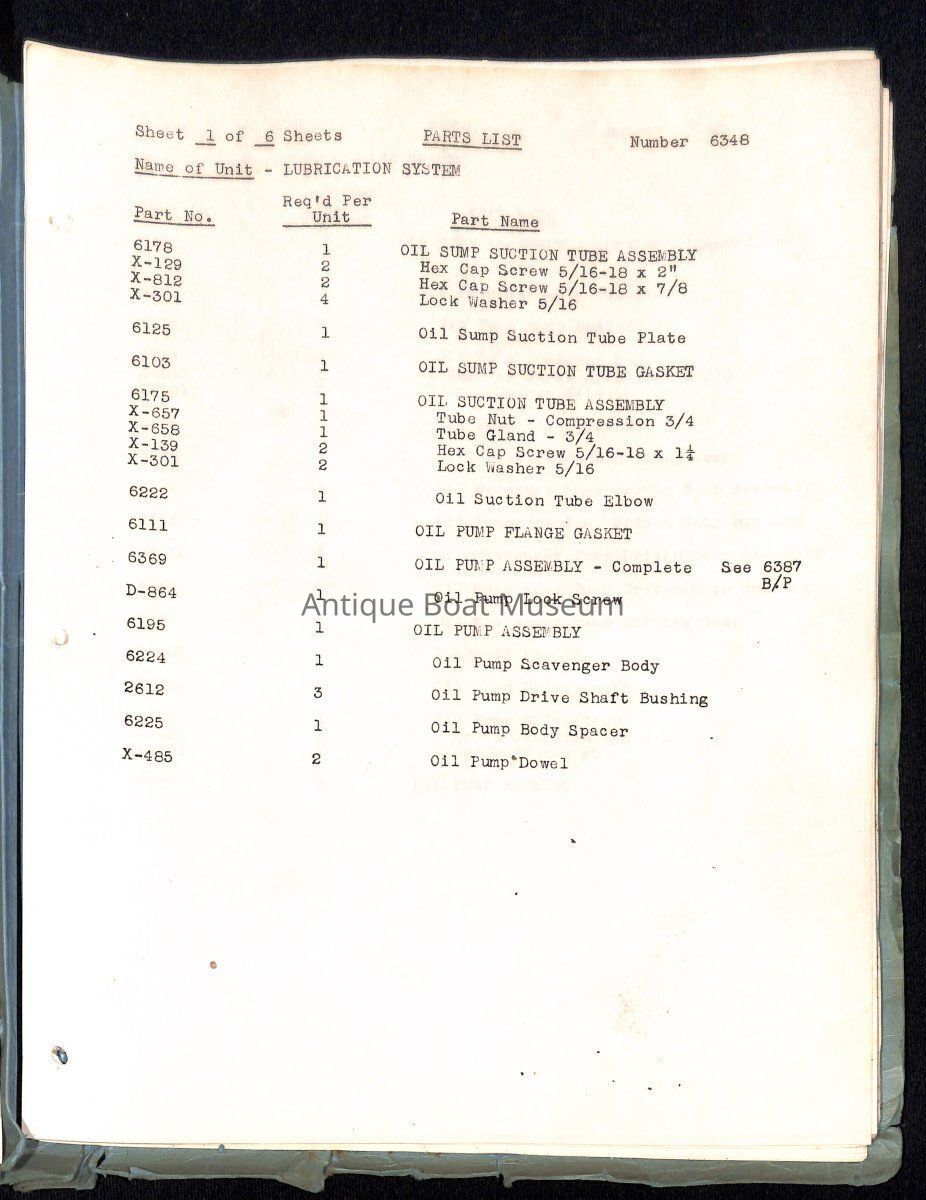 Sheet 1 of 6 Sheets PARTS LIST Number 6348
Name of Unit - LUBRICATION SYSTEM
Part No. Req'd Per Unit Part Name
6178 1 OIL SUMP SUCTION TUBE ASSEMBLY
X-129 2 Hex Cap Screw 5/16-18 x 2"
X-812 2 Hex Cap Screw 5/16-18 x 7/8
X-301 4 Lock Washer 5/16
6125 1 Oil Sump Suction Tube Plate
6103 1 OIL SUMP SUCTION TUBE GASKET
6175 1 OIL SUCTION TUBE ASSEMBLY
X-657 1 Tube Nut - Compression 3/4
X-658 1 Tube Gland - 3/4
X-139 2 Hex Cap Screw 5/16-18 x 1¼
X-301 2 Lock Washer 5/16
6222 1 Oil Suction Tube Elbow
6111 1 OIL PUMP FLANGE GASKET
6369 1 OIL PUMP ASSEMBLY - Complete See 6387
B/P
D-864 1 Oil Pump Lock Screw
Antique Boat Museum
6195 1 OIL PUMP ASSEMBLY
6224 1 Oil Pump Scavenger Body
2612 3 Oil Pump Drive Shaft Bushing
6225 1 Oil Pump Body Spacer
X-485 2 Oil Pump Dowel